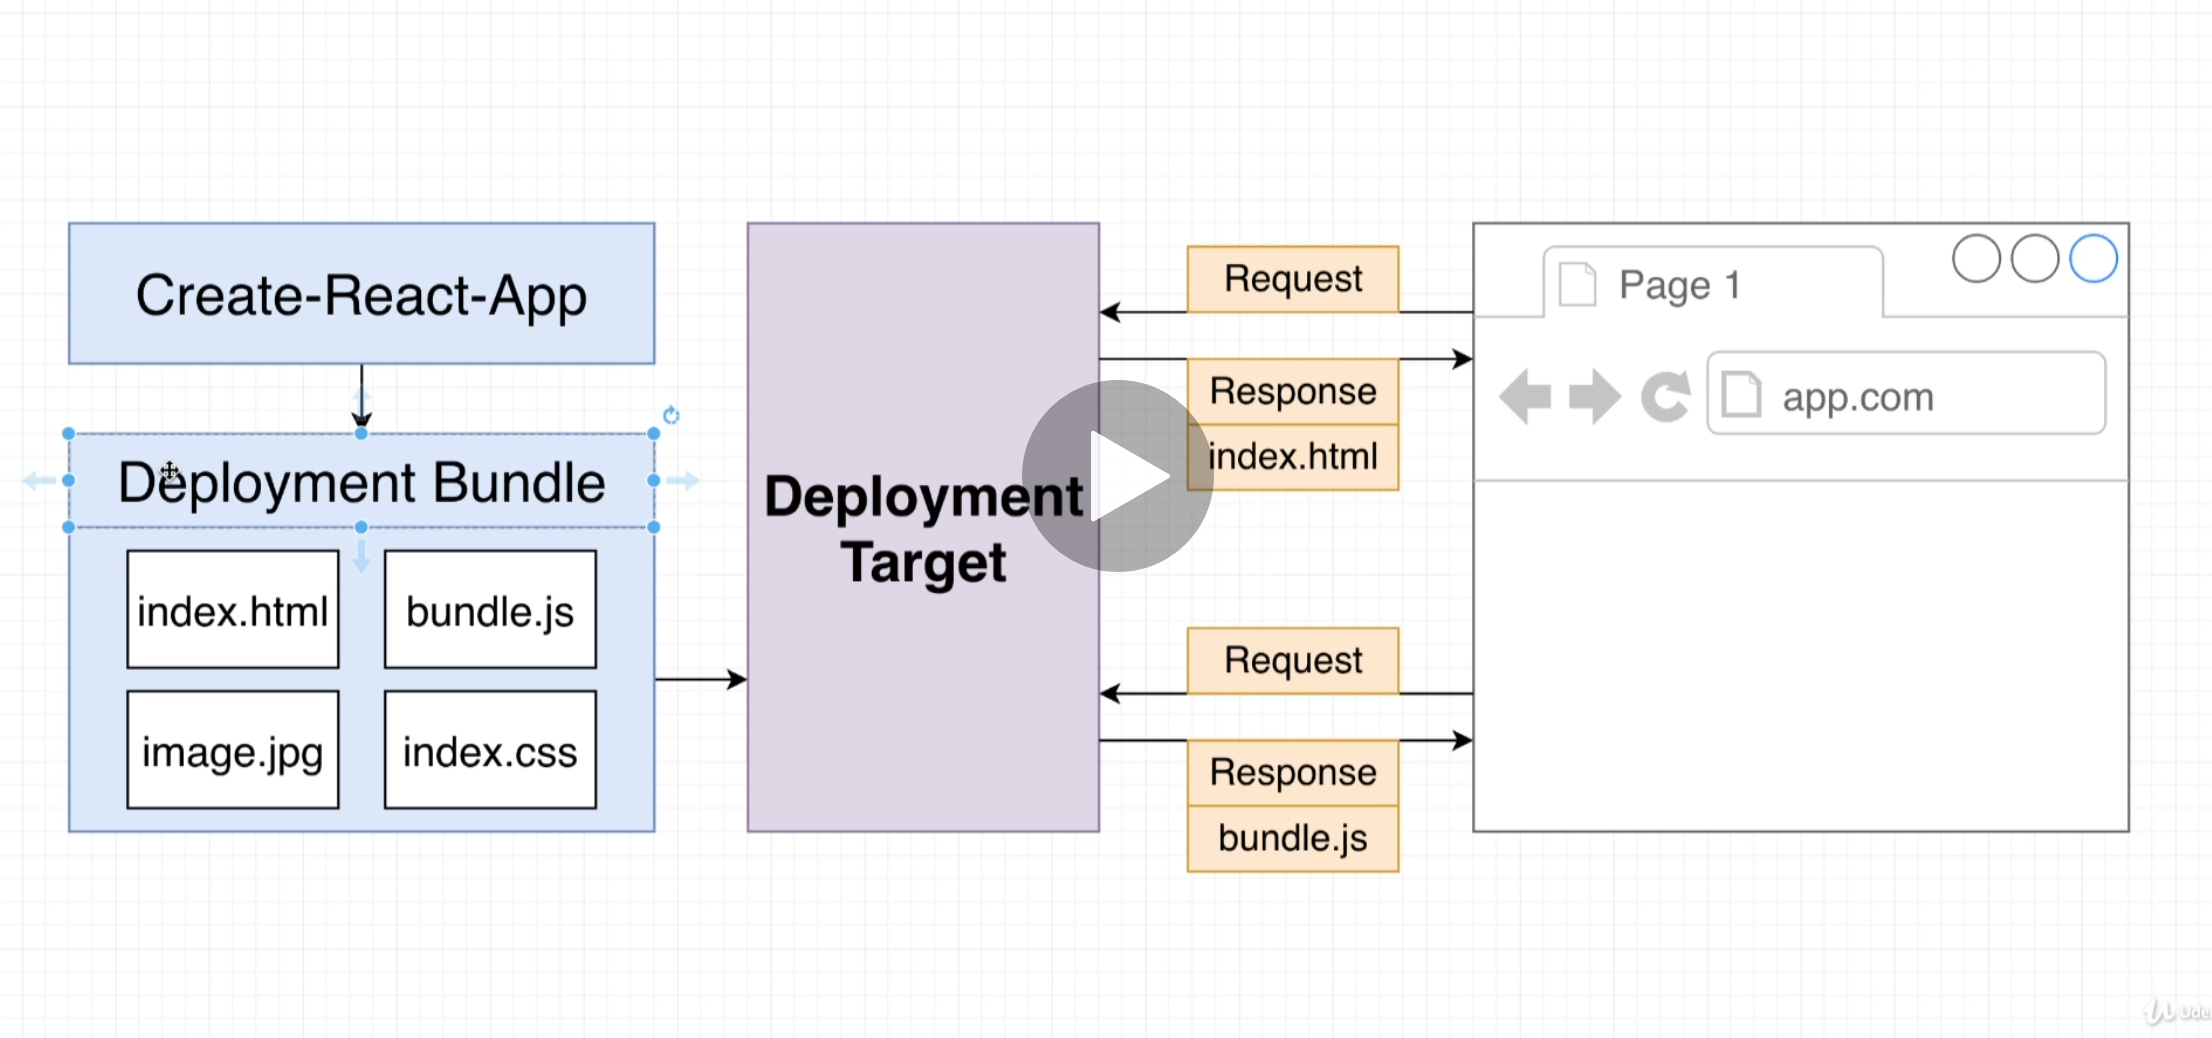 Create-React-App
Deployment Bundle
index.html
bundle.js
image.jpg
index.css
Deployment
Target
Request
Response
index.html
Request
Response
bundle.js
Page 1
app.com